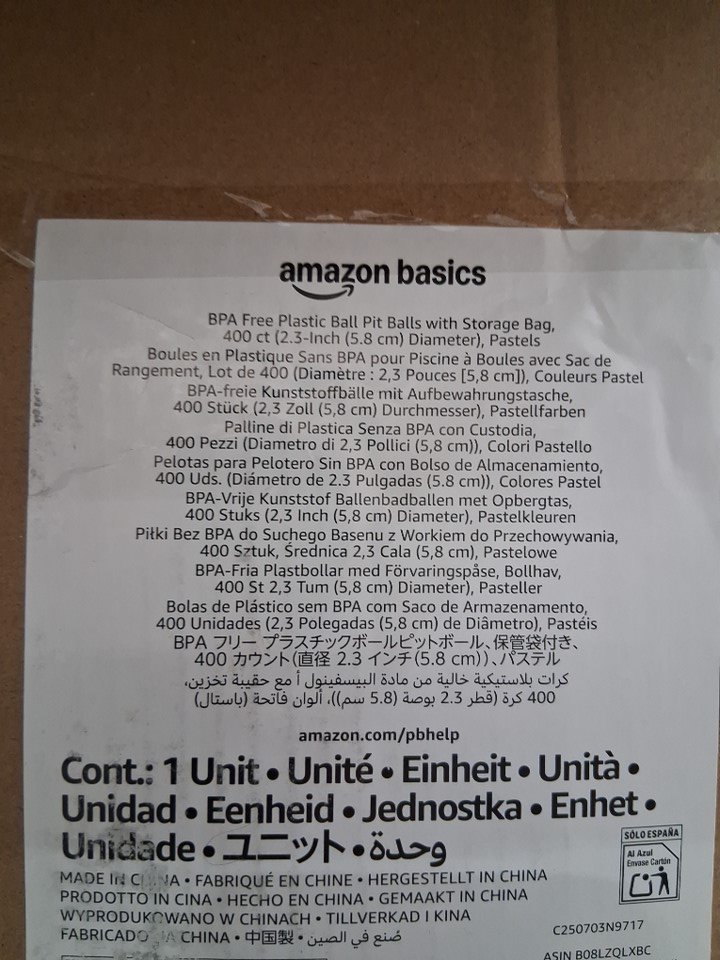 amazon basics
BPA Free Plastic Ball Pit Balls with Storage Bag,
400 ct (2.3-Inch (5.8 cm) Diameter), Pastels
Boules en Plastique Sans BPA pour Piscine à Boules avec Sac de
Rangement, Lot de 400 (Diamètre : 2,3 Pouces [5,8 cm]), Couleurs Pastel
BPA-freie Kunststoffbälle mit Aufbewahrungstasche,
400 Stück (2,3 Zoll (5,8 cm) Durchmesser), Pastellfarben
Palline di Plastica Senza BPA con Custodia,
400 Pezzi (Diametro di 2,3 Pollici (5,8 cm)), Colori Pastello
Pelotas para Pelotero Sin BPA con Bolso de Almacenamiento,
400 Uds. (Diámetro de 2.3 Pulgadas (5.8 cm)), Colores Pastel
BPA-Vrije Kunststof Ballenbadballen met Opbergtas,
400 Stuks (2,3 Inch (5,8 cm) Diameter), Pastelkleuren
Piłki Bez BPA do Suchego Basenu z Workiem do Przechowywania,
400 Sztuk, Średnica 2,3 Cala (5,8 cm), Pastelowe
BPA-Fria Plastbollar med Förvaringspåse, Bollhav,
400 St 2,3 Tum (5,8 cm) Diameter), Pasteller
Bolas de Plástico sem BPA com Saco de Armazenamento,
400 Unidades (2,3 Polegadas (5,8 cm) de Diâmetro), Pastéis
BPA フリー プラスチックボールピットボール、保管袋付き、
400 カウント（直径 2.3 インチ（5.8 cm））、パステル
كرات بلاستيكية خالية من مادة البيسفينول أ مع حقيبة تخزين،
400 كرة (قطر 2.3 بوصة (5.8 سم))، ألوان فاتحة (باستال)
amazon.com/pbhelp
Cont.: 1 Unit • Unité • Einheit • Unità •
Unidad • Eenheid • Jednostka • Enhet •
Unidade • ユニット • وحدة
MADE IN CHINA • FABRIQUÉ EN CHINE • HERGESTELLT IN CHINA
PRODOTTO IN CINA • HECHO EN CHINA • GEMAAKT IN CHINA
WYPRODUKOWANO W CHINACH • TILLVERKAD I KINA
FABRICADO NA CHINA • 中国製 • صُنع في الصين
SÓLO ESPAÑA
Al Azul
Envase Cartón
C250703N9717
ASIN B08LZQLXBC